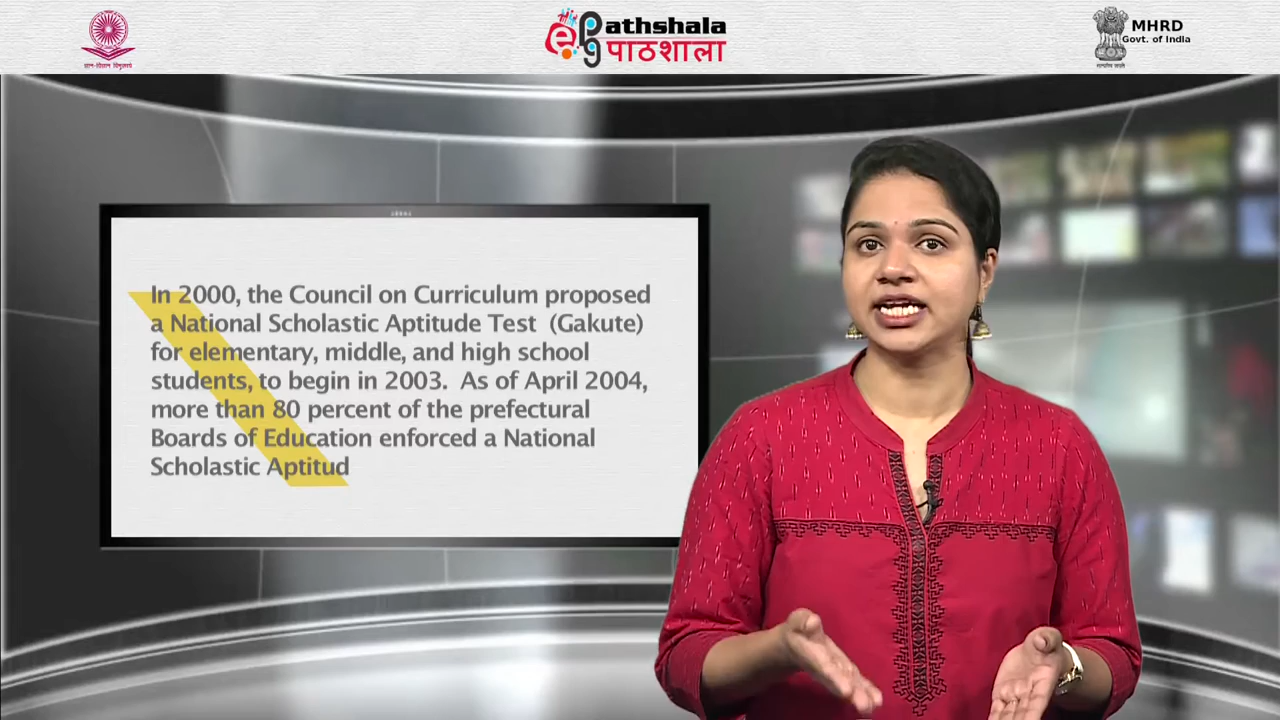 ePathshala
पाठशाला
MHRD
Govt. of India
In 2000, the Council on Curriculum proposed
a National Scholastic Aptitude Test (Gakute)
for elementary, middle, and high school
students, to begin in 2003. As of April 2004,
more than 80 percent of the prefectural
Boards of Education enforced a National
Scholastic Aptitud